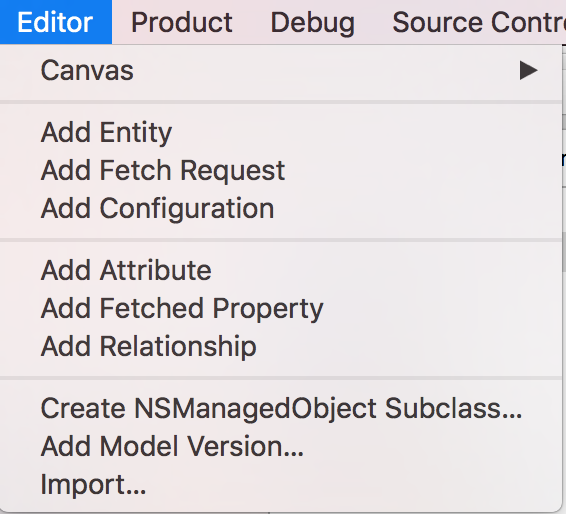 Editor Product Debug Source Contr
Canvas
Add Entity
Add Fetch Request
Add Configuration
Add Attribute
Add Fetched Property
Add Relationship
Create NSManagedObject Subclass...
Add Model Version...
Import...